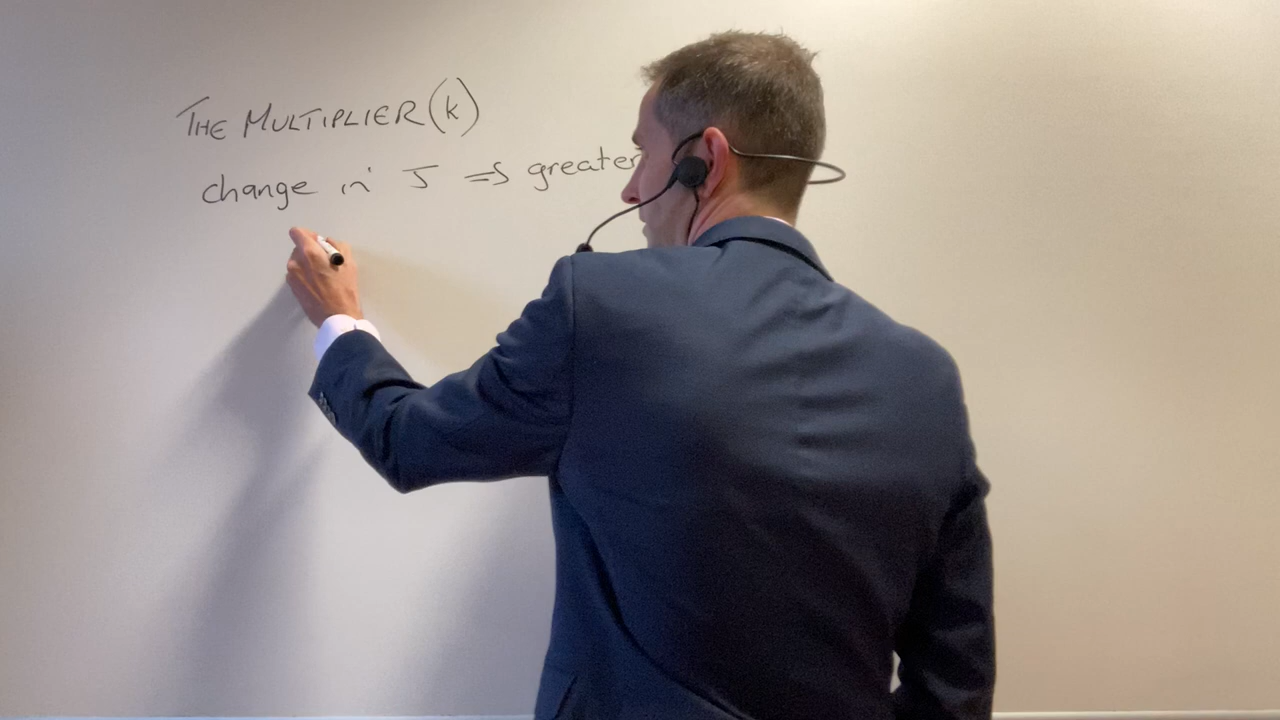 THE MULTIPLIER (k)
change in J => greater